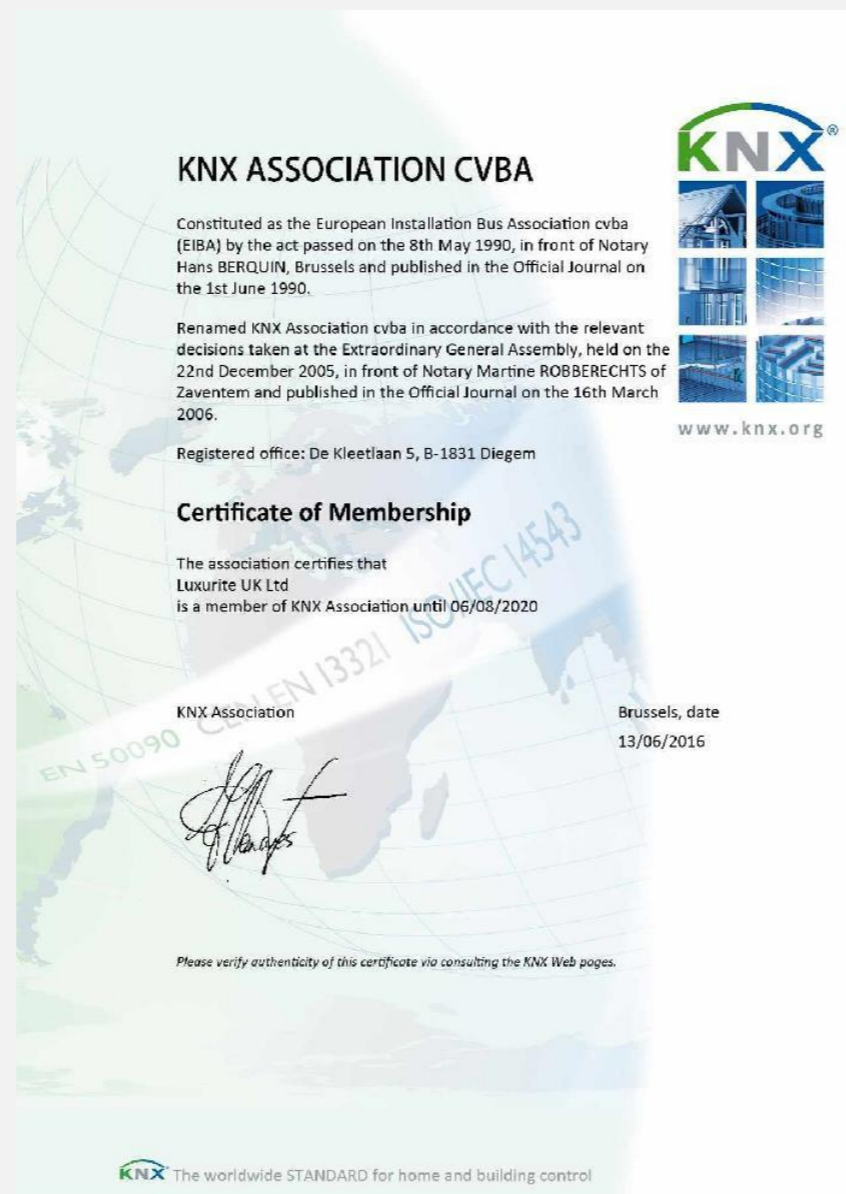 KNX®
KNX ASSOCIATION CVBA
Constituted as the European Installation Bus Association cvba
(EIBA) by the act passed on the 8th May 1990, in front of Notary
Hans BERQUIN, Brussels and published in the Official Journal on
the 1st June 1990.
Renamed KNX Association cvba in accordance with the relevant
decisions taken at the Extraordinary General Assembly, held on the
22nd December 2005, in front of Notary Martine ROBBERECHTS of
Zaventem and published in the Official Journal on the 16th March
2006.
www.knx.org
Registered office: De Kleetlaan 5, B-1831 Diegem
Certificate of Membership
The association certifies that
Luxurite UK Ltd
is a member of KNX Association until 06/08/2020
EN 50090 CEN EN 13321 ISO/IEC 14543
KNX Association
Brussels, date
13/06/2016
Please verify authenticity of this certificate via consulting the KNX Web pages.
KNX The worldwide STANDARD for home and building control